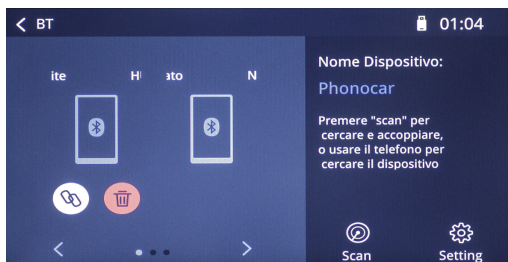 BT
01:04
ite H
ato N
Nome Dispositivo:
Phonocar
Premere "scan" per
cercare e accoppiare,
o usare il telefono per
cercare il dispositivo
Scan
Setting